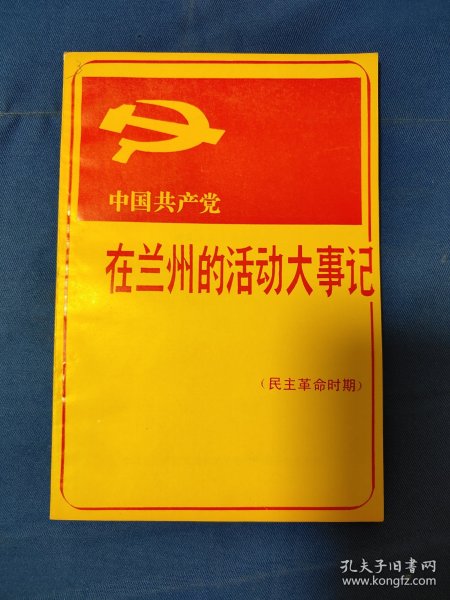 中国共产党
在兰州的活动大事记
(民主革命时期)
孔夫子旧书网
www.kongfz.com